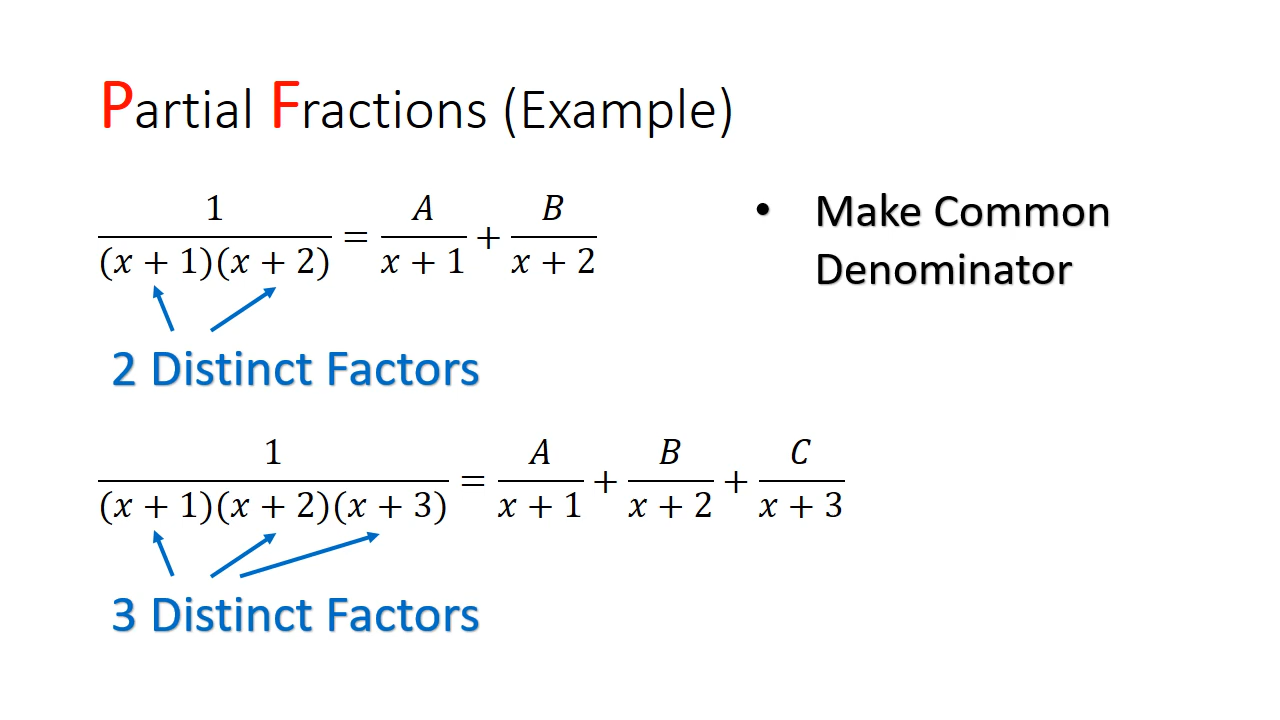 Partial Fractions (Example)
1/((x + 1)(x + 2)) = A/(x + 1) + B/(x + 2)
• Make Common
Denominator
2 Distinct Factors
1/((x + 1)(x + 2)(x + 3)) = A/(x + 1) + B/(x + 2) + C/(x + 3)
3 Distinct Factors